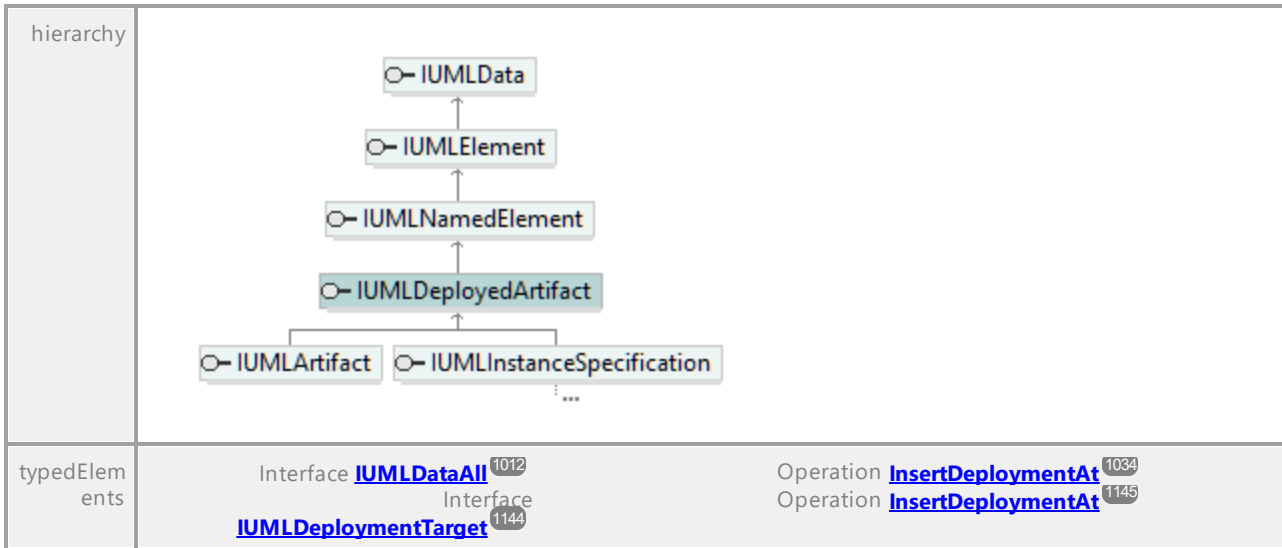 hierarchy
IUMLData
IUMLElement
IUMLNamedElement
IUMLDeployedArtifact
IUMLArtifact IUMLInstanceSpecification
...
typedElem
ents
Interface IUMLDataAll 1012 Operation InsertDeploymentAt 1034
Interface Operation InsertDeploymentAt 1145
IUMLDeploymentTarget 1144